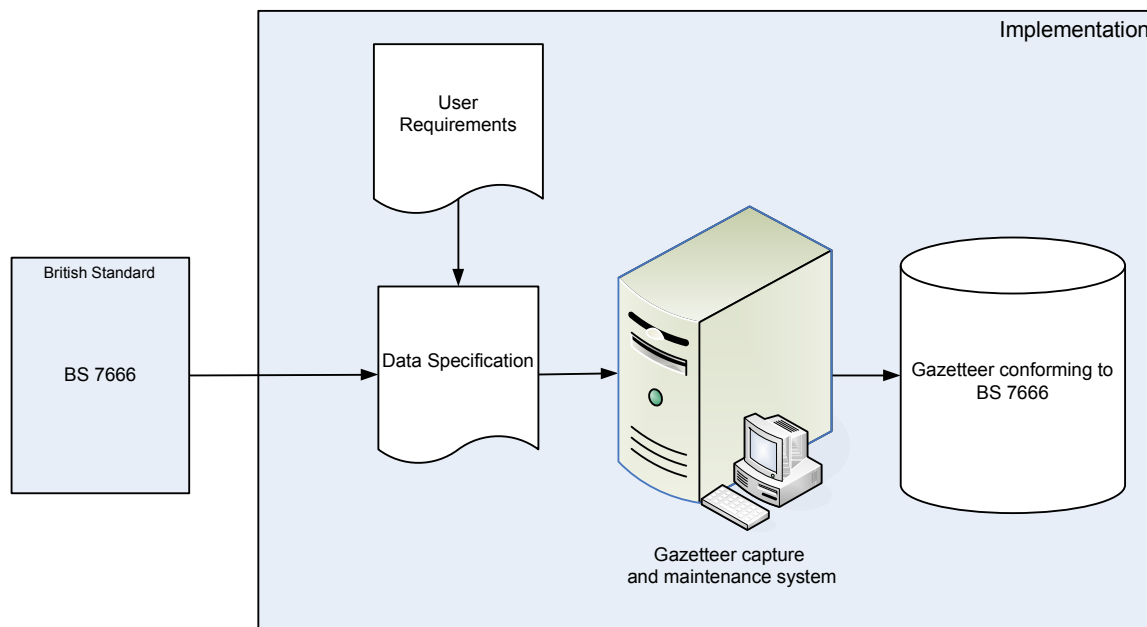 Implementation
User
Requirements
British Standard
BS 7666
Data Specification
Gazetteer conforming to
BS 7666
Gazetteer capture
and maintenance system